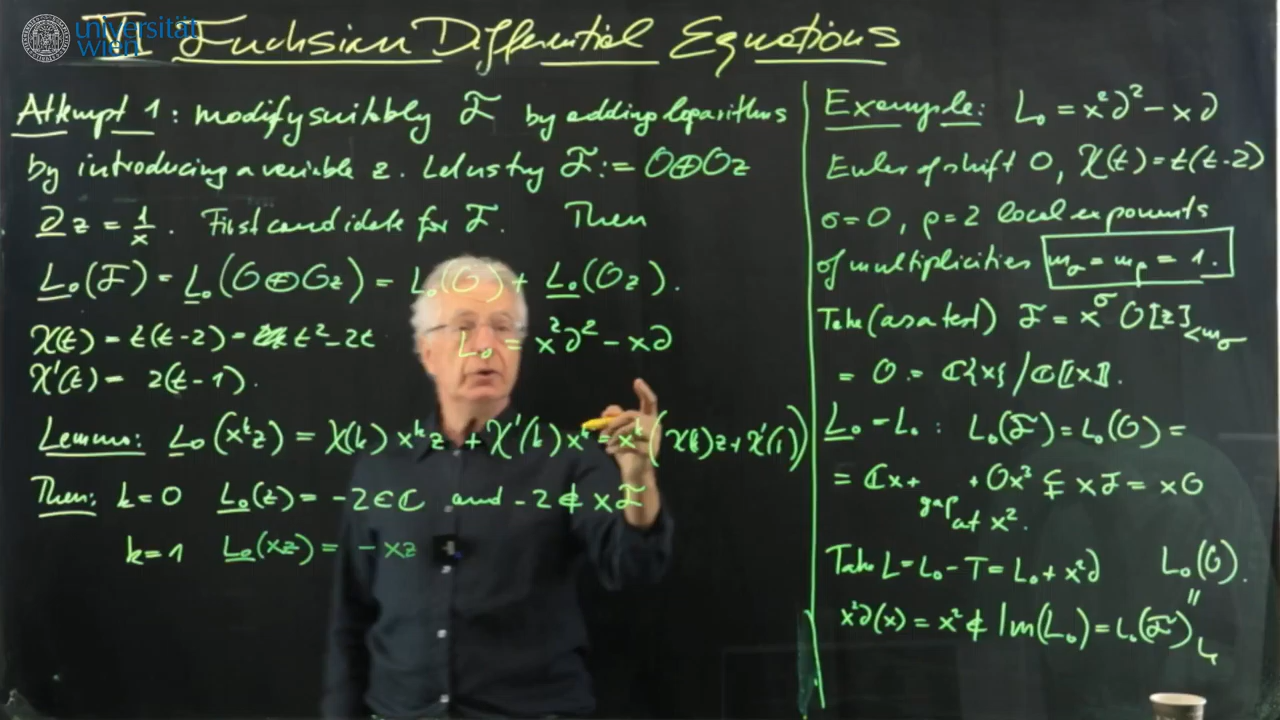 universität wien
VI Fuchsian Differential Equations
Attempt 1: modify suitably ℱ by adding logarithms
by introducing a variable z. Let us try ℱ := O⊕Oz
∂z = 1/x. First candidate for ℱ. Then
L₀(ℱ) = L₀(O⊕Oz) = L₀(O) + L₀(Oz).
χ(t) = t(t-2) = t² - 2t L₀ = x²∂² - x∂
χ'(t) = 2(t-1).
Lemma: L₀(xᵏz) = χ(k) xᵏz + χ'(k) xᵏ = xᵏ(χ(k)z + χ'(k))
Then: k=0 L₀(z) = -2 ∈ ℂ and -2 ∉ xℱ
k=1 L₀(xz) = -xz
Example: L₀ = x²∂² - x∂
Euler of shift 0, χ(t) = t(t-2)
σ=0, ρ=2 local exponents
of multiplicities m_σ = m_ρ = 1.
Take (as a test) ℱ = x^σ O[z]_{<m_σ}
= O = ℂ{x} / ℂ[[x]].
L₀ = L₀ : L₀(ℱ) = L₀(O) =
= ℂx + gap at x². + Ox³ ⊊ xℱ = xO
Take L = L₀ - T = L₀ + x²∂ L₀(O).
x²∂(x) = x² ∉ Im(L₀) = L₀(ℱ) ↯